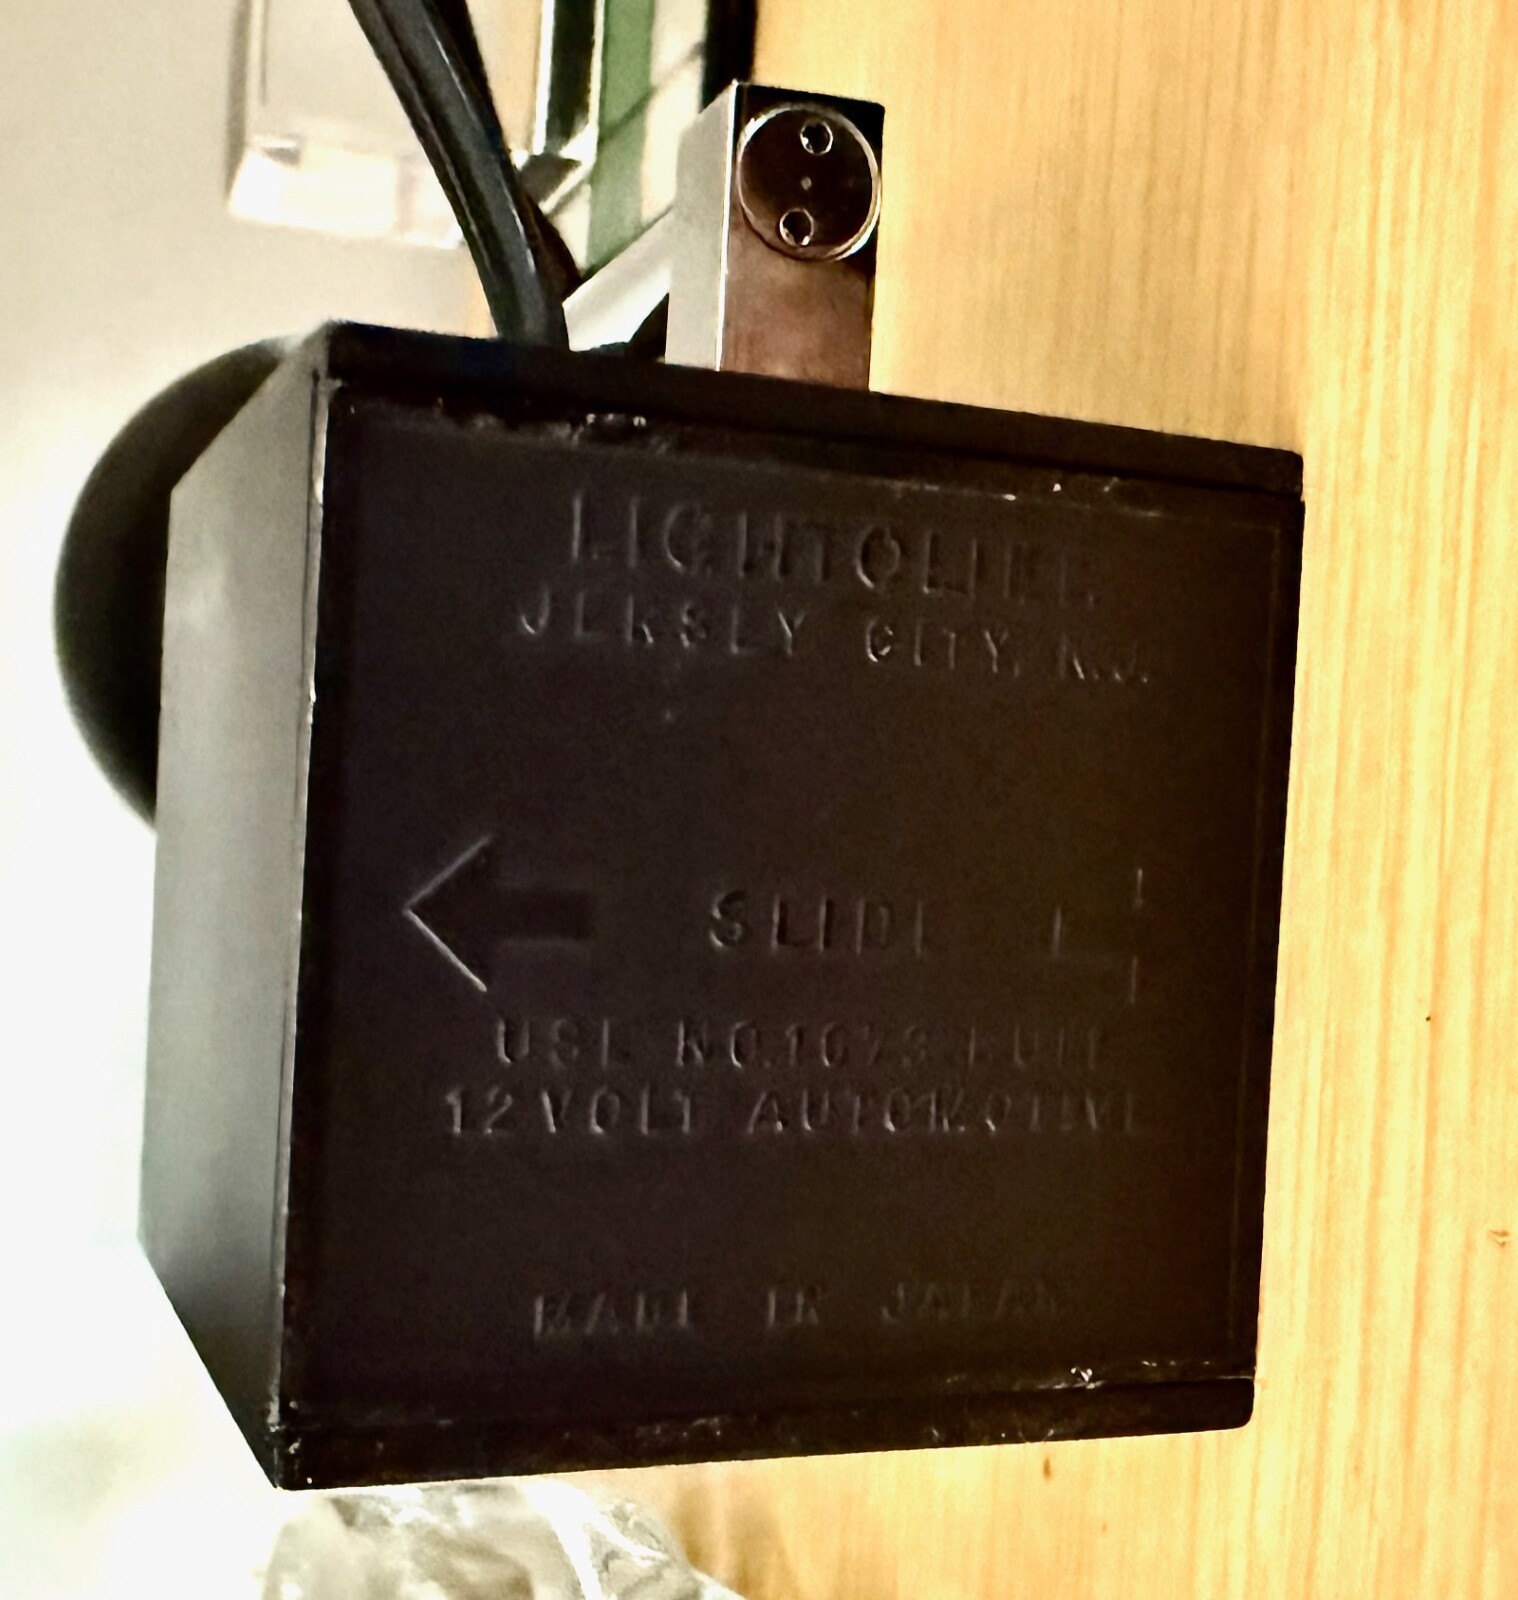 LIGHTOLIER
JERSEY CITY, N.J.
SLIDE
USE NO. 1073 BULB
12 VOLT AUTOMOTIVE
MADE IN JAPAN